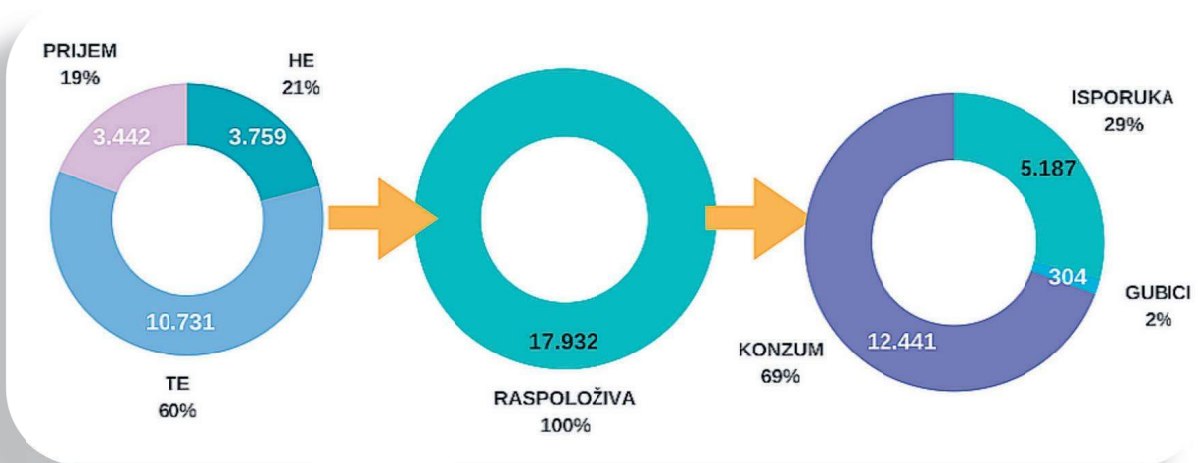 PRIJEM
19%
HE
21%
3.442
3.759
10.731
TE
60%
17.932
RASPOLOŽIVA
100%
ISPORUKA
29%
5.187
304
GUBICI
2%
12.441
KONZUM
69%